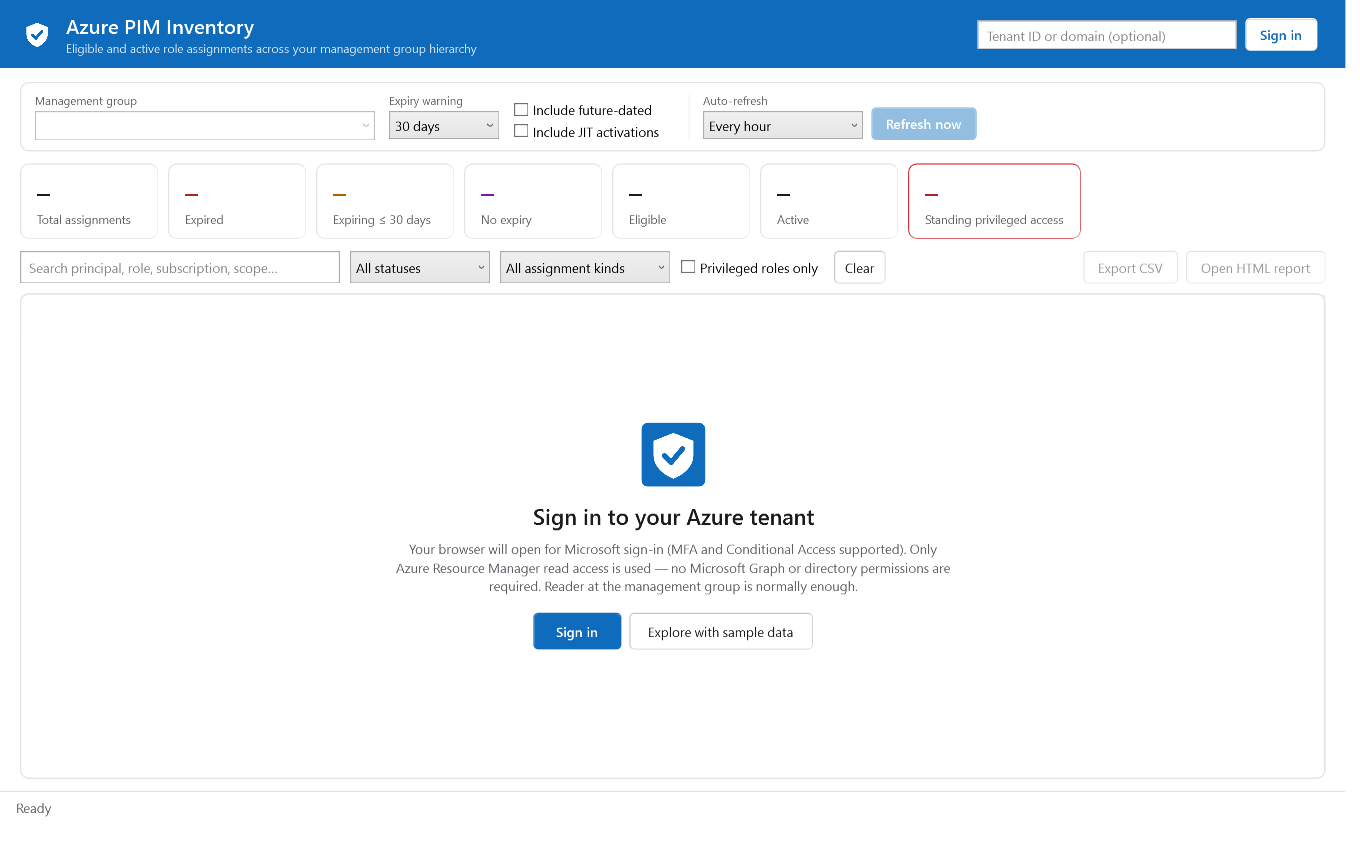 Azure PIM Inventory
Eligible and active role assignments across your management group hierarchy
Tenant ID or domain (optional)
Sign in
Management group
Expiry warning
30 days
Include future-dated
Include JIT activations
Auto-refresh
Every hour
Refresh now
—
Total assignments
—
Expired
—
Expiring ≤ 30 days
—
No expiry
—
Eligible
—
Active
—
Standing privileged access
Search principal, role, subscription, scope...
All statuses
All assignment kinds
Privileged roles only
Clear
Export CSV
Open HTML report
Sign in to your Azure tenant
Your browser will open for Microsoft sign-in (MFA and Conditional Access supported). Only
Azure Resource Manager read access is used — no Microsoft Graph or directory permissions are
required. Reader at the management group is normally enough.
Sign in
Explore with sample data
Ready